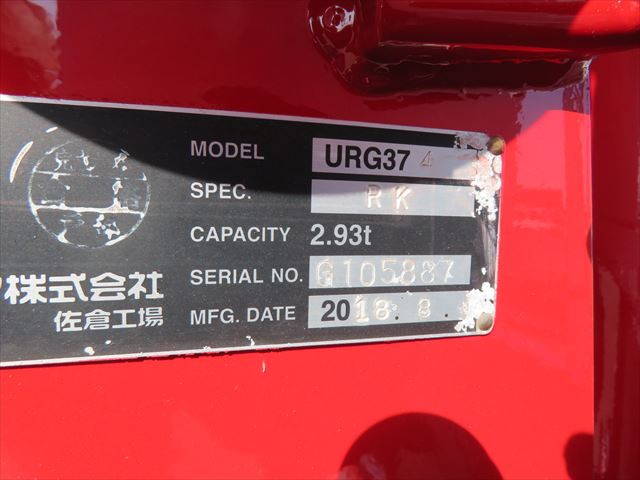 MODEL URG37 4
SPEC. RK
CAPACITY 2.93t
SERIAL NO. G105887
株式会社
MFG. DATE 2018.8.
佐倉工場